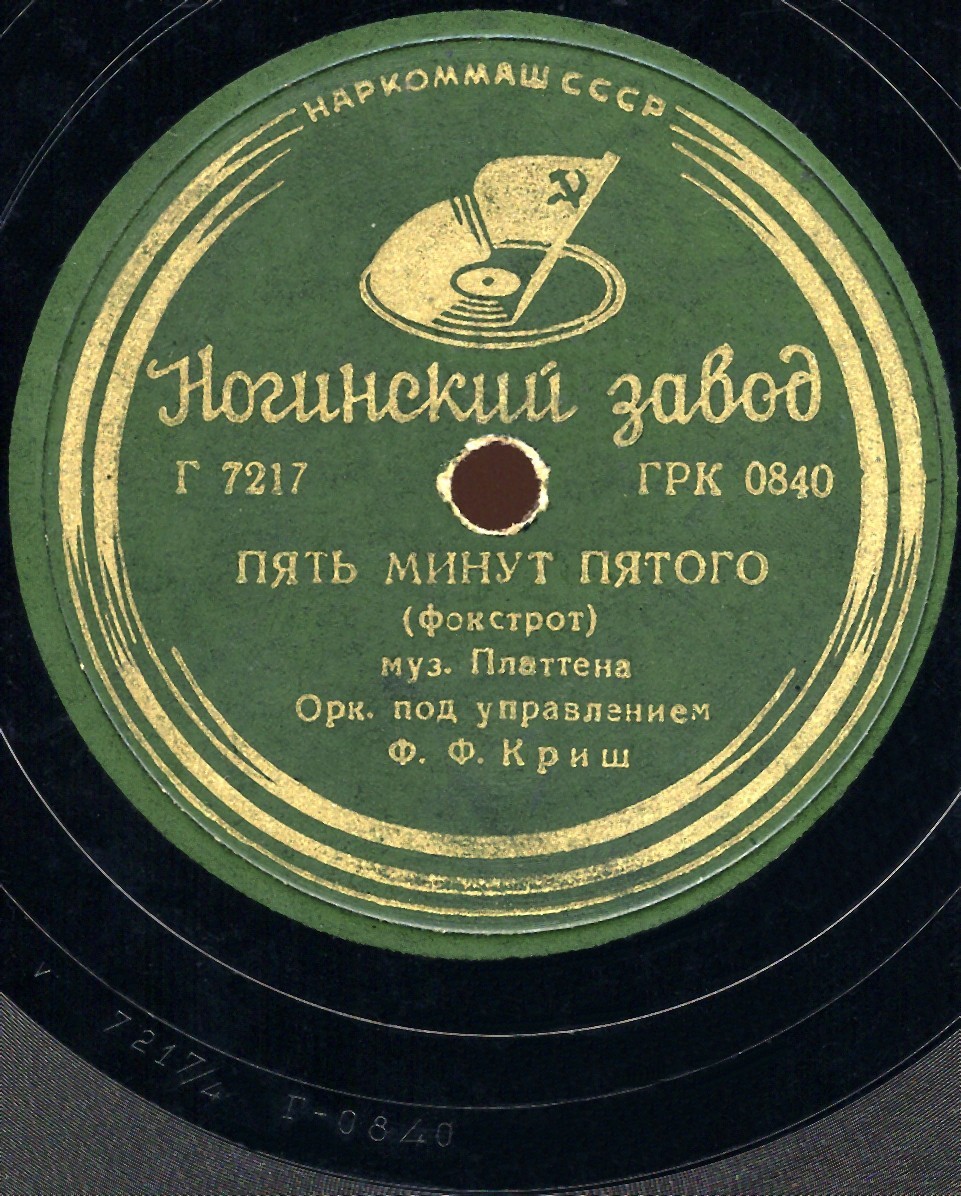 НАРКОММАШ СССР
Ногинский завод
Г 7217 ГРК 0840
ПЯТЬ МИНУТ ПЯТОГО
(фокстрот)
муз. Платтена
Орк. под управлением
Ф. Ф. Криш
v 7217/4 Г-0840